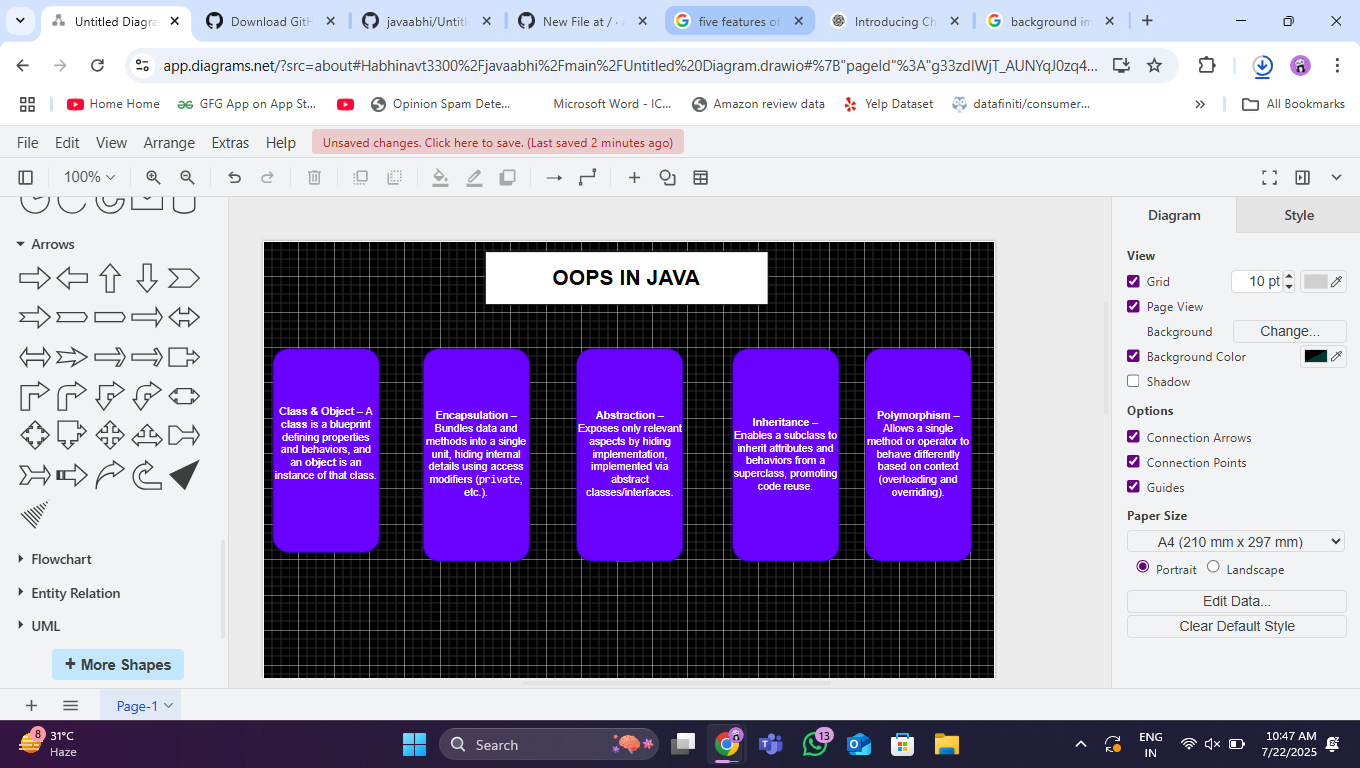 Untitled Diagra
Download GitH
javaabhi/Untitl
New File at / · a
five features of
Introducing Ch
background im
app.diagrams.net/?src=about#Habhinavt3300%2Fjavaabhi%2Fmain%2FUntitled%20Diagram.drawio#%7B"pageId"%3A"g33zdIWjT_AUNYqJ0zq4...
Home Home
GFG App on App St...
Opinion Spam Dete...
Microsoft Word - IC...
Amazon review data
Yelp Dataset
datafiniti/consumer...
All Bookmarks
File Edit View Arrange Extras Help
Unsaved changes. Click here to save. (Last saved 2 minutes ago)
100%
Arrows
Flowchart
Entity Relation
UML
+ More Shapes
OOPS IN JAVA
Class & Object – A
class is a blueprint
defining properties
and behaviors, and
an object is an
instance of that class.
Encapsulation –
Bundles data and
methods into a single
unit, hiding internal
details using access
modifiers (private,
etc.).
Abstraction –
Exposes only relevant
aspects by hiding
implementation,
implemented via
abstract
classes/interfaces.
Inheritance –
Enables a subclass to
inherit attributes and
behaviors from a
superclass, promoting
code reuse.
Polymorphism –
Allows a single
method or operator to
behave differently
based on context
(overloading and
overriding).
Diagram
Style
View
Grid
10 pt
Page View
Background
Change...
Background Color
Shadow
Options
Connection Arrows
Connection Points
Guides
Paper Size
A4 (210 mm x 297 mm)
Portrait
Landscape
Edit Data...
Clear Default Style
Page-1
8
31°C
Haze
Search
13
ENG
IN
10:47 AM
7/22/2025